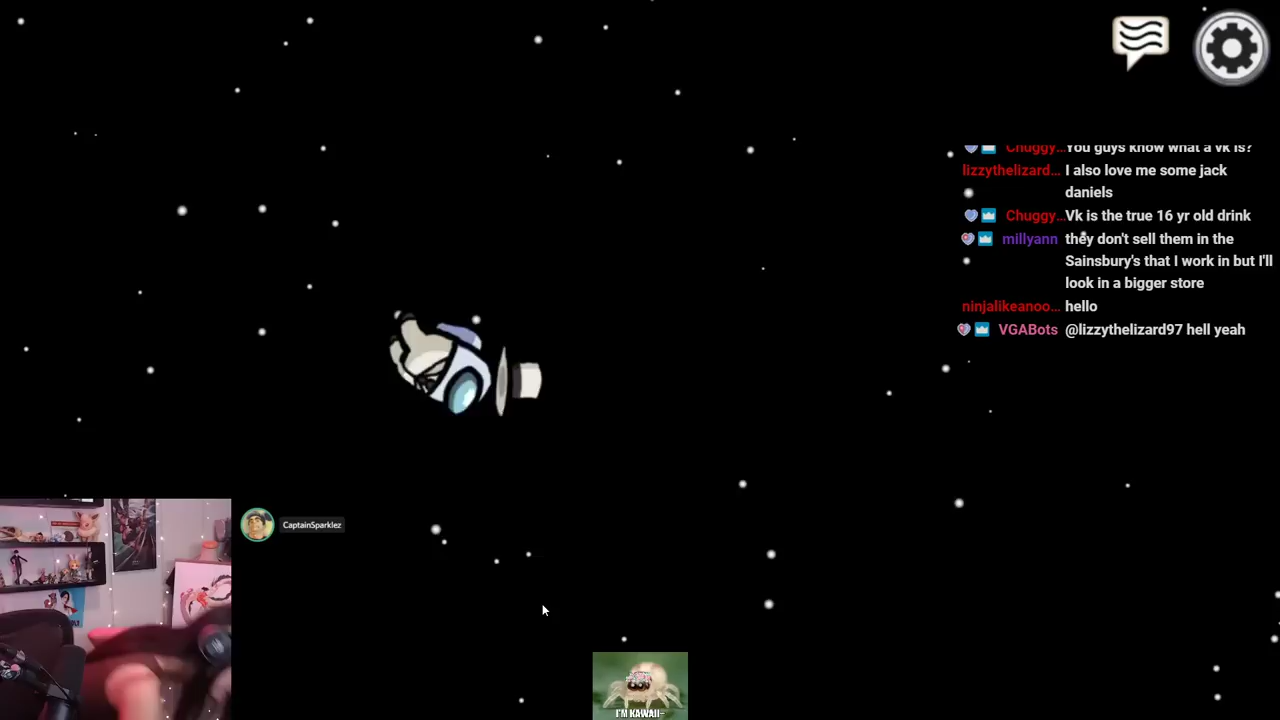 Chuggy… You guys know what a vk is?
lizzythelizard… I also love me some jack
daniels
Chuggy… Vk is the true 16 yr old drink
millyann they don't sell them in the
Sainsbury's that I work in but I'll
look in a bigger store
ninjalikeanoo… hello
VGABots @lizzythelizard97 hell yeah
CaptainSparklez
I'M KAWAII~